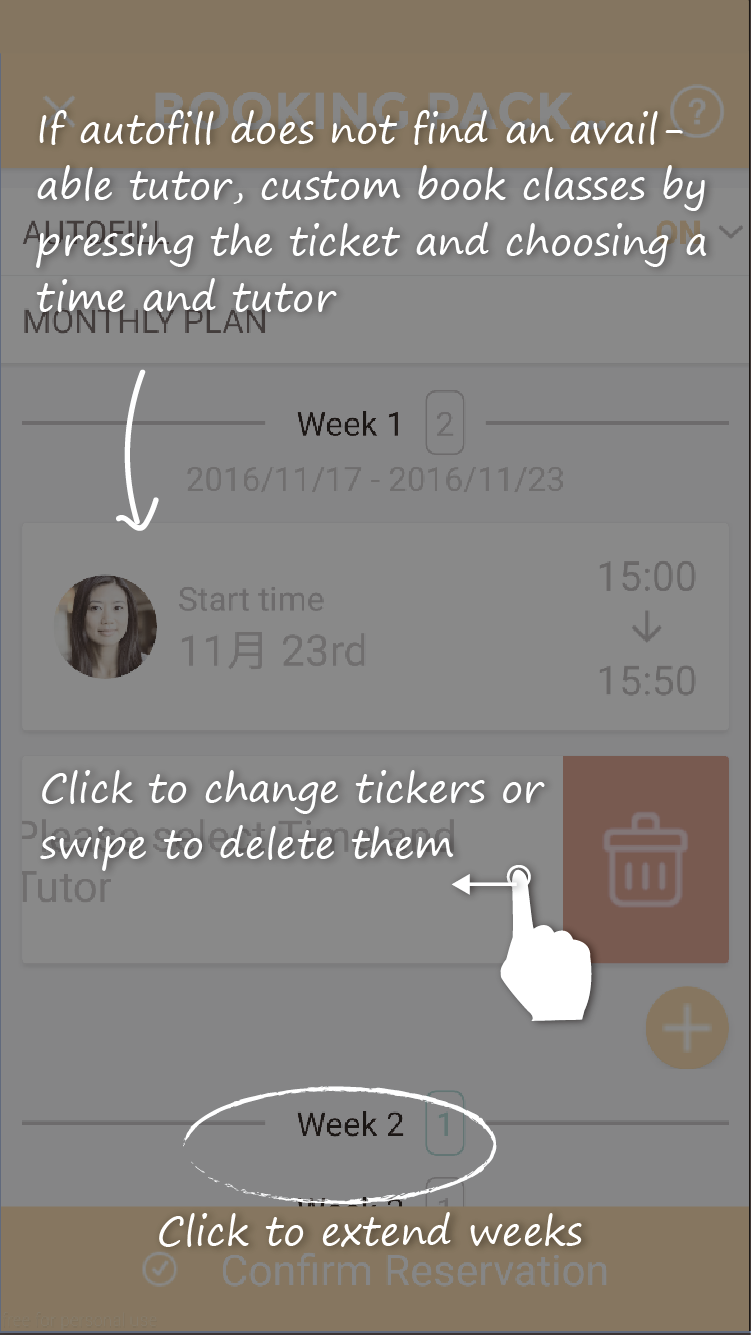 BOOKING PACK...
?
If autofill does not find an avail-
able tutor, custom book classes by
AUTOFILL
ON
pressing the ticket and choosing a
time and tutor
MONTHLY PLAN
Week 1 2
2016/11/17 - 2016/11/23
15:00
Start time
11月 23rd
15:50
Click to change tickers or
Please select Time and
swipe to delete them
Tutor
Week 2 1
Week 3 1
Click to extend weeks
Confirm Reservation